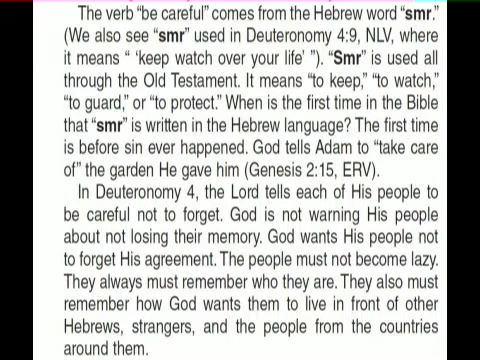 The verb “be careful” comes from the Hebrew word “smr.”
(We also see “smr” used in Deuteronomy 4:9, NLV, where
it means “ ‘keep watch over your life’ ”). “Smr” is used all
through the Old Testament. It means “to keep,” “to watch,”
“to guard,” or “to protect.” When is the first time in the Bible
that “smr” is written in the Hebrew language? The first time
is before sin ever happened. God tells Adam to “take care
of” the garden He gave him (Genesis 2:15, ERV).
In Deuteronomy 4, the Lord tells each of His people to
be careful not to forget. God is not warning His people
about not losing their memory. God wants His people not
to forget His agreement. The people must not become lazy.
They always must remember who they are. They also must
remember how God wants them to live in front of other
Hebrews, strangers, and the people from the countries
around them.